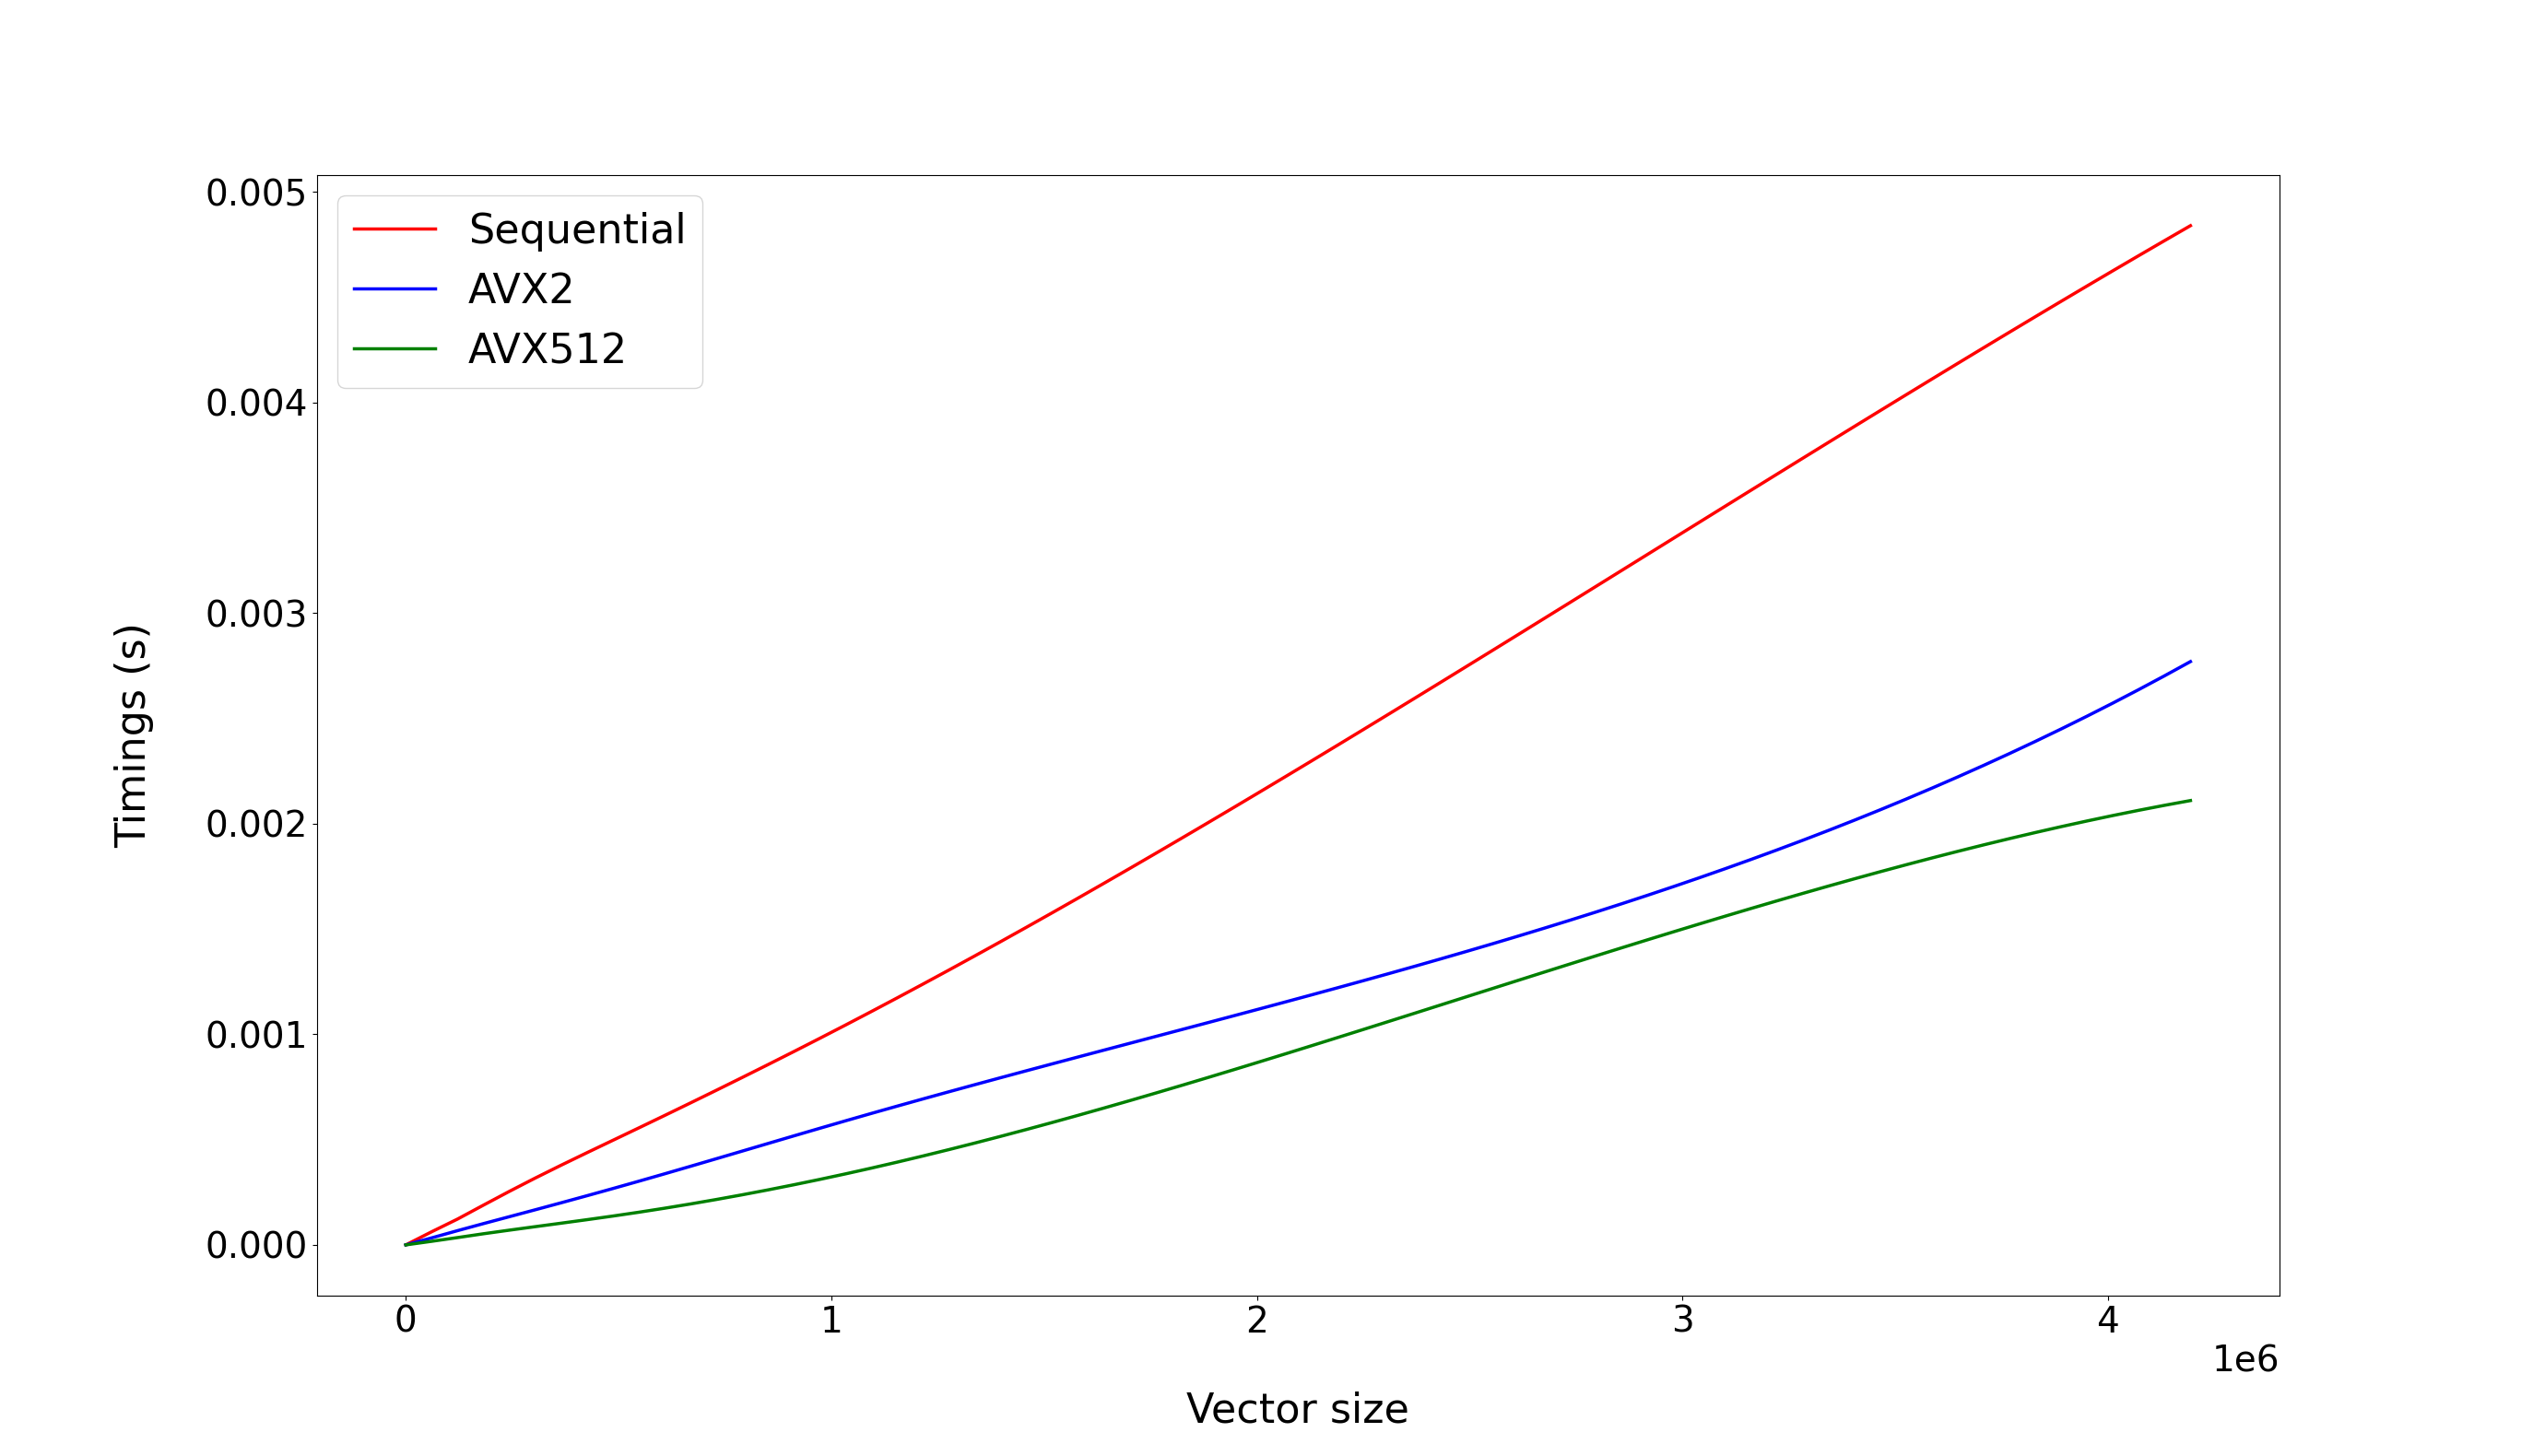 0.005
0.004
0.003
0.002
0.001
0.000
Timings (s)
Sequential
AVX2
AVX512
0 1 2 3 4
1e6
Vector size